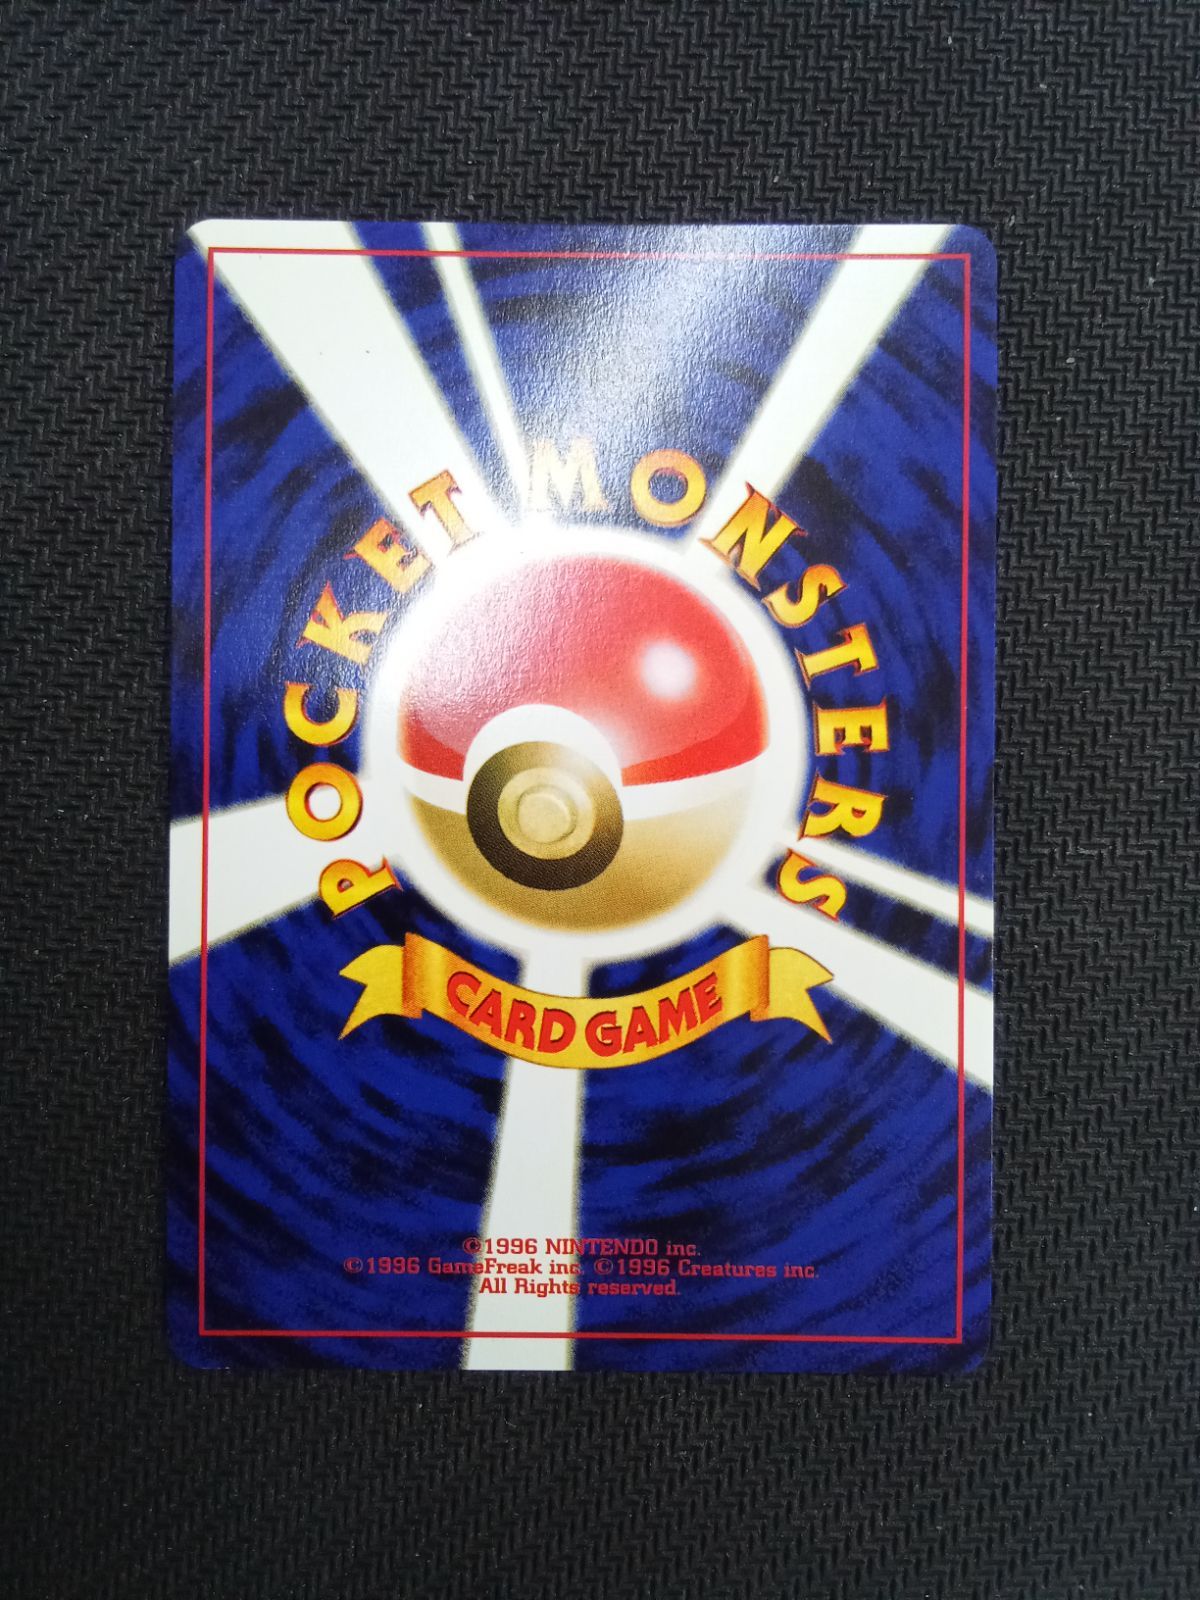 POCKET MONSTERS
CARD GAME
©1996 NINTENDO inc.
©1996 GameFreak inc. ©1996 Creatures inc.
All Rights reserved.